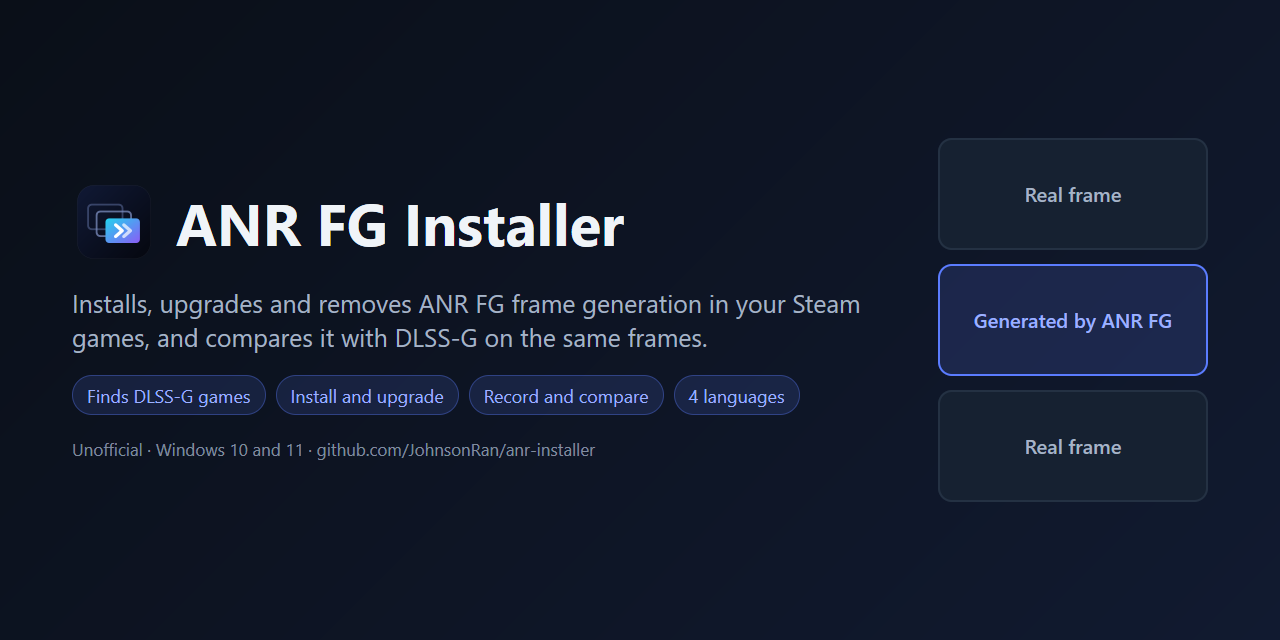 ANR FG Installer
Installs, upgrades and removes ANR FG frame generation in your Steam
games, and compares it with DLSS-G on the same frames.
Finds DLSS-G games
Install and upgrade
Record and compare
4 languages
Unofficial · Windows 10 and 11 · github.com/JohnsonRan/anr-installer
Real frame
Generated by ANR FG
Real frame